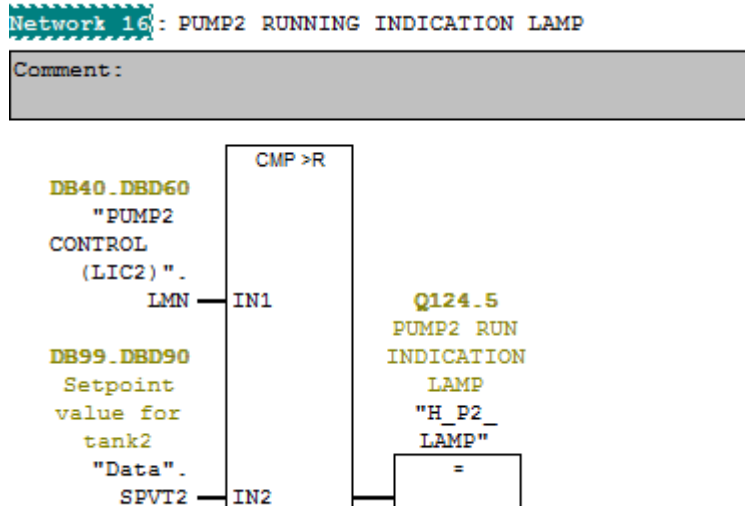 Network 16: PUMP2 RUNNING INDICATION LAMP
Comment:
CMP >R
DB40.DBD60
"PUMP2
CONTROL
(LIC2)".
LMN
IN1
DB99.DBD90
Setpoint
value for
tank2
"Data".
SPVT2
IN2
Q124.5
PUMP2 RUN
INDICATION
LAMP
"H_P2_
LAMP"
=